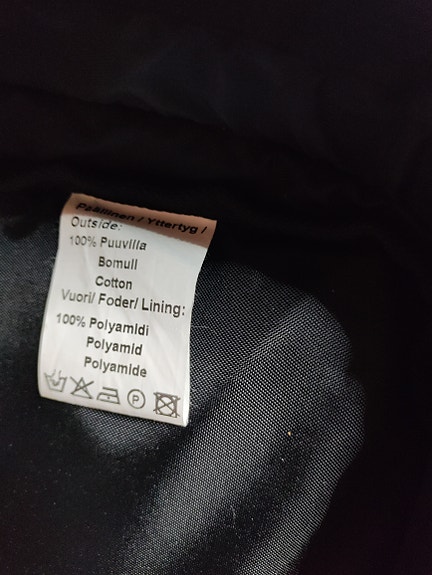 Päällinen / Yttertyg /
Outside:
100% Puuvilla
Bomull
Cotton
Vuori/ Foder/ Lining:
100% Polyamidi
Polyamid
Polyamide
P